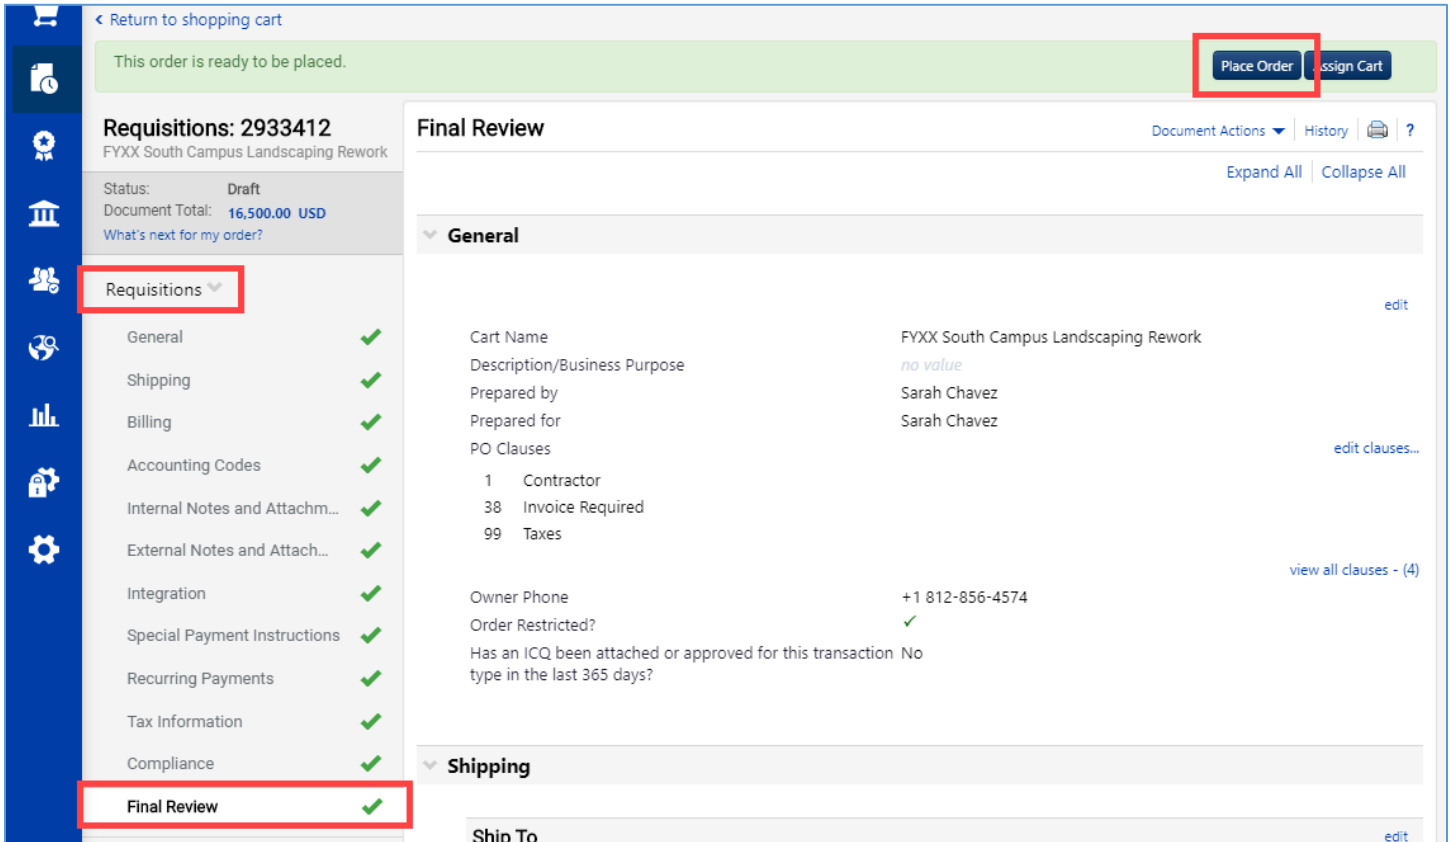 Return to shopping cart
This order is ready to be placed.
Place Order
Assign Cart
Requisitions: 2933412
FYXX South Campus Landscaping Rework
Status: Draft
Document Total: 16,500.00 USD
What's next for my order?
Requisitions
General
Shipping
Billing
Accounting Codes
Internal Notes and Attachm...
External Notes and Attach...
Integration
Special Payment Instructions
Recurring Payments
Tax Information
Compliance
Final Review
Final Review
Document Actions
History
?
Expand All
Collapse All
General
edit
Cart Name FYXX South Campus Landscaping Rework
Description/Business Purpose no value
Prepared by Sarah Chavez
Prepared for Sarah Chavez
PO Clauses edit clauses...
1 Contractor
38 Invoice Required
99 Taxes
view all clauses - (4)
Owner Phone +1 812-856-4574
Order Restricted?
Has an ICQ been attached or approved for this transaction No
type in the last 365 days?
Shipping
Ship To edit